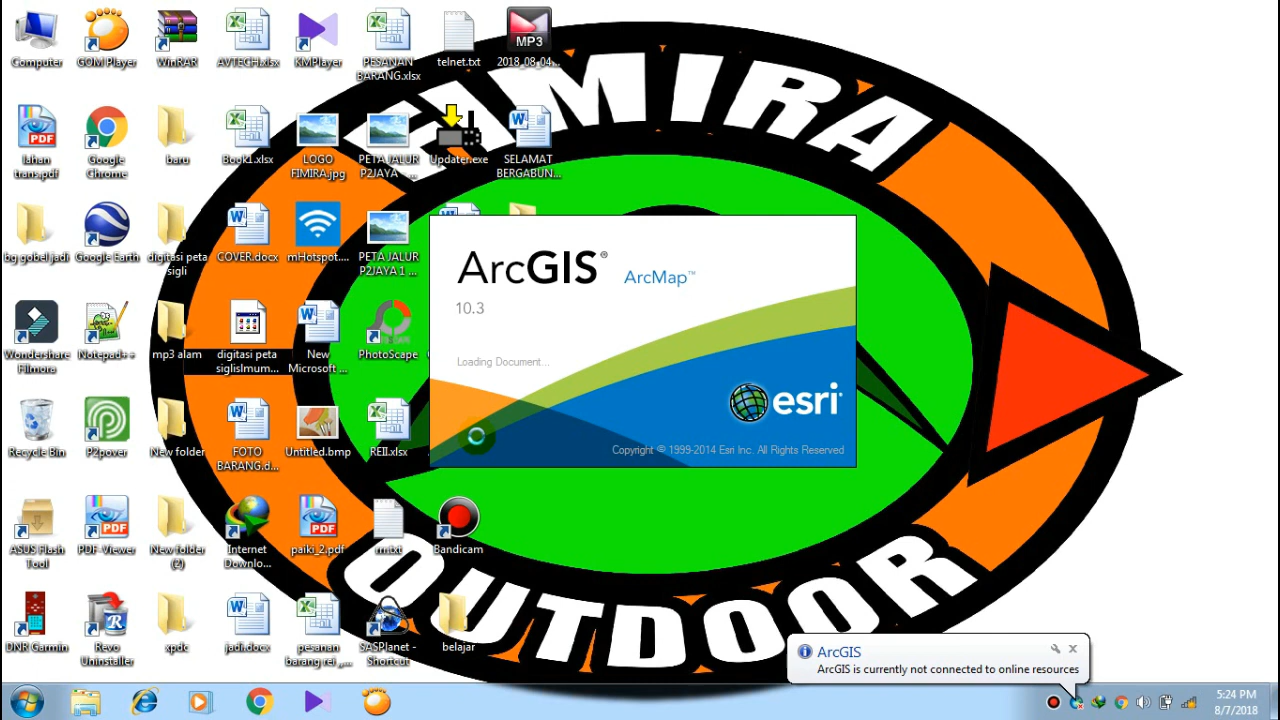 Computer
GOM Player
WinRAR
AVTECH.xlsx
KMPlayer
PESANAN
BARANG.xlsx
telnet.txt
MP3
2018_08_04...
FIMIRA
lahan
trans.pdf
Google
Chrome
baru
Book1.xlsx
LOGO
FIMIRA.jpg
PETA JALUR
P2JAYA - ...
Updater.exe
SELAMAT
BERGABUN...
bg gobel jadi
Google Earth
digitasi peta
sigli
COVER.docx
mHotspot....
PETA JALUR
P2JAYA 1 ...
ArcGIS®
ArcMap™
10.3
Loading Document...
esri
Copyright © 1999-2014 Esri Inc. All Rights Reserved
Wondershare
Filmora
Notepad++
mp3 alam
digitasi peta
siglislmum...
New
Microsoft ...
PhotoScape
Recycle Bin
P2pover
New folder
FOTO
BARANG.d...
Untitled.bmp
REII.xlsx
ASUS Flash
Tool
PDF-Viewer
New folder
(2)
Internet
Downlo...
paiki_2.pdf
Bandicam
OUTDOOR
DNR Garmin
Revo
Uninstaller
xpdc
jadi.docx
pesanan
barang rei ,...
SASPlanet -
Shortcut
belajar
ArcGIS
ArcGIS is currently not connected to online resources
5:24 PM
8/7/2018